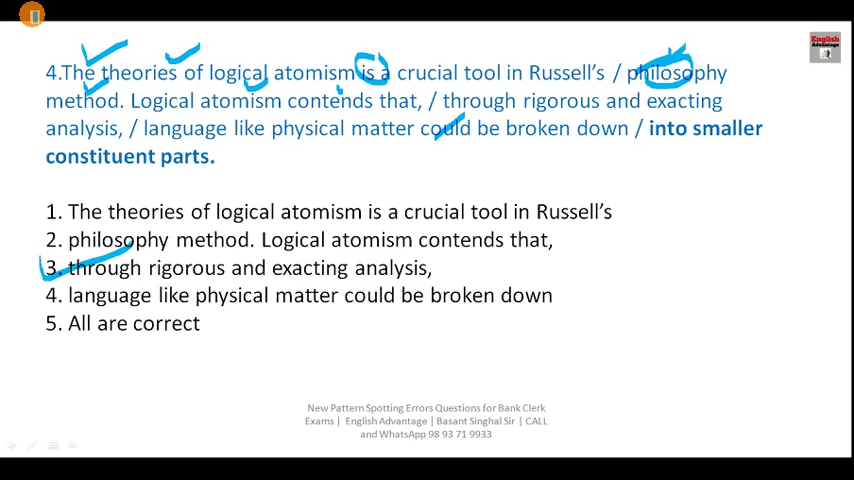 English
Advantage
4.The theories of logical atomism is a crucial tool in Russell's / philosophy
method. Logical atomism contends that, / through rigorous and exacting
analysis, / language like physical matter could be broken down / into smaller
constituent parts.
1. The theories of logical atomism is a crucial tool in Russell's
2. philosophy method. Logical atomism contends that,
3. through rigorous and exacting analysis,
4. language like physical matter could be broken down
5. All are correct
New Pattern Spotting Errors Questions for Bank Clerk
Exams | English Advantage | Basant Singhal Sir | CALL
and WhatsApp 98 93 71 9933